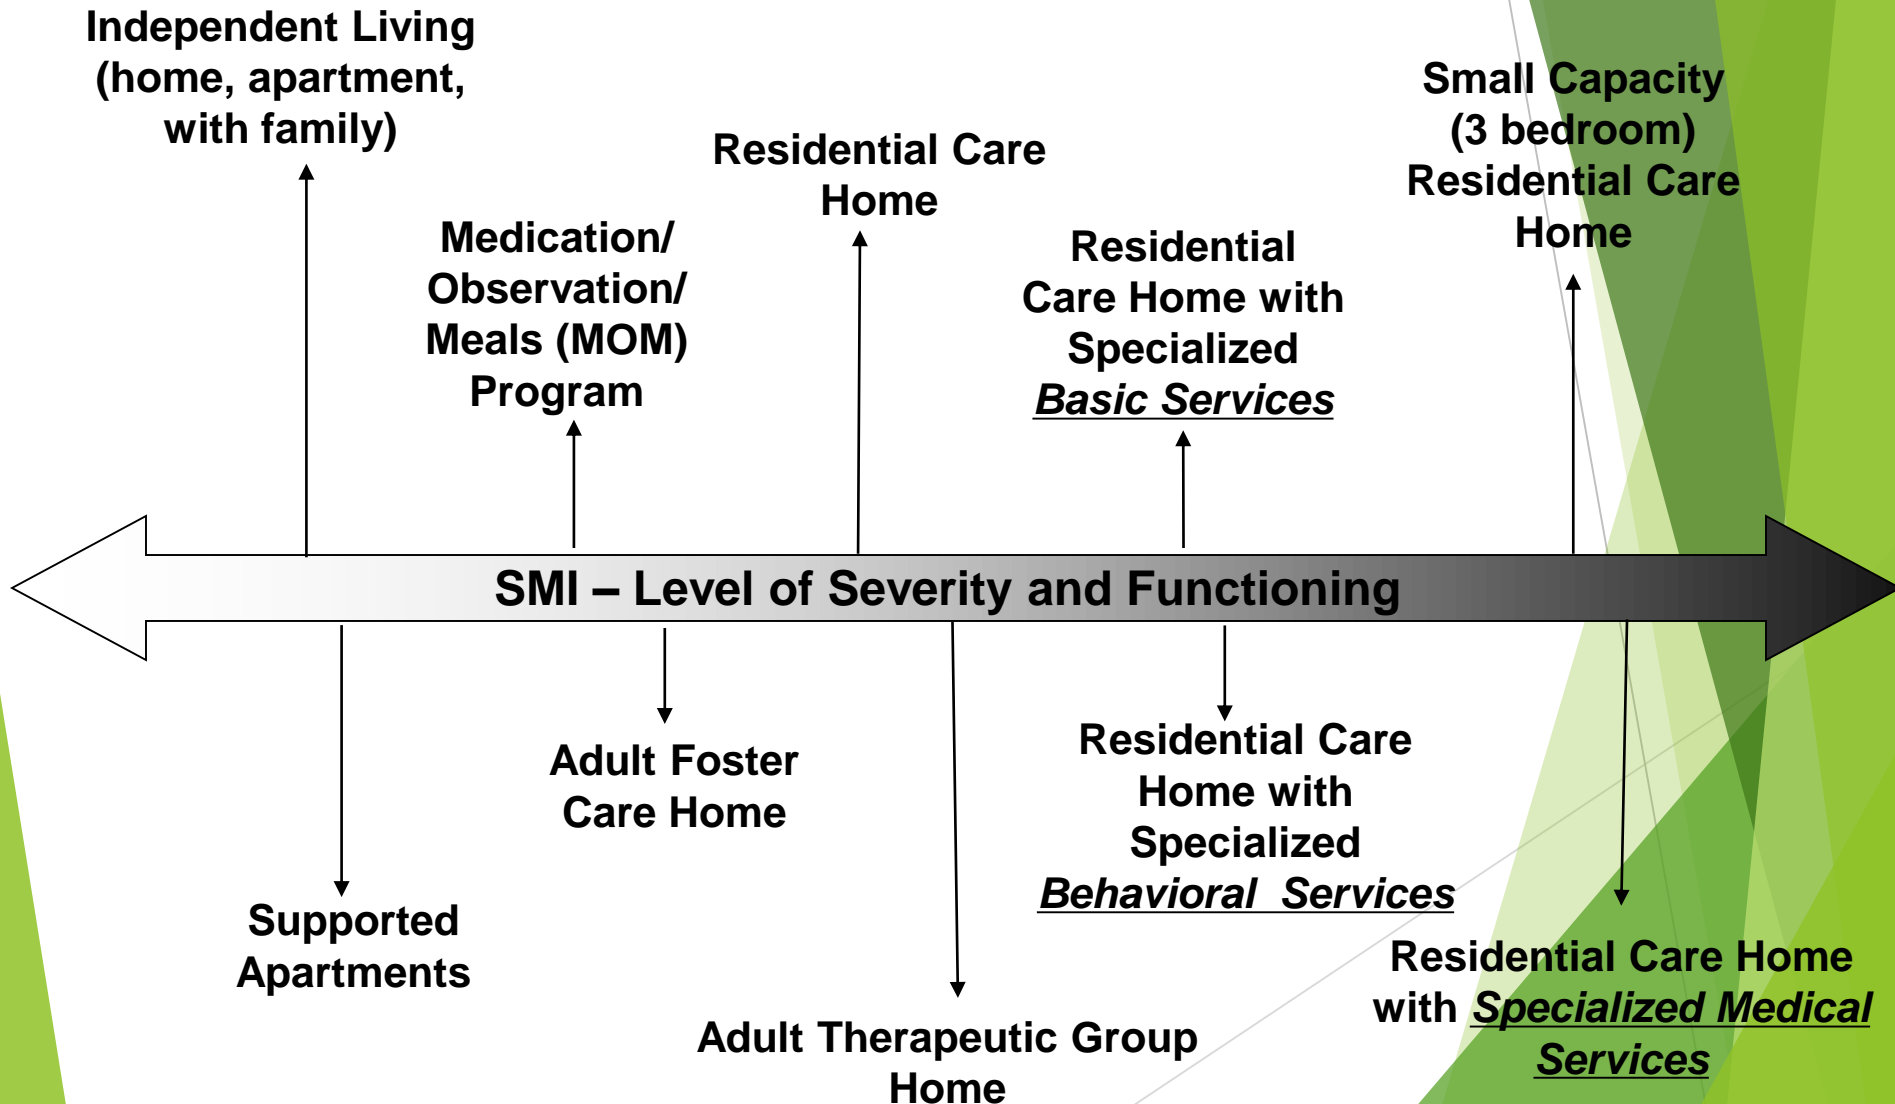 Independent Living
(home, apartment,
with family)
Medication/
Observation/
Meals (MOM)
Program
Residential Care
Home
Residential
Care Home with
Specialized
Basic Services
Small Capacity
(3 bedroom)
Residential Care
Home
SMI – Level of Severity and Functioning
Supported
Apartments
Adult Foster
Care Home
Adult Therapeutic Group
Home
Residential Care
Home with
Specialized
Behavioral  Services
Residential Care Home
with Specialized Medical
Services